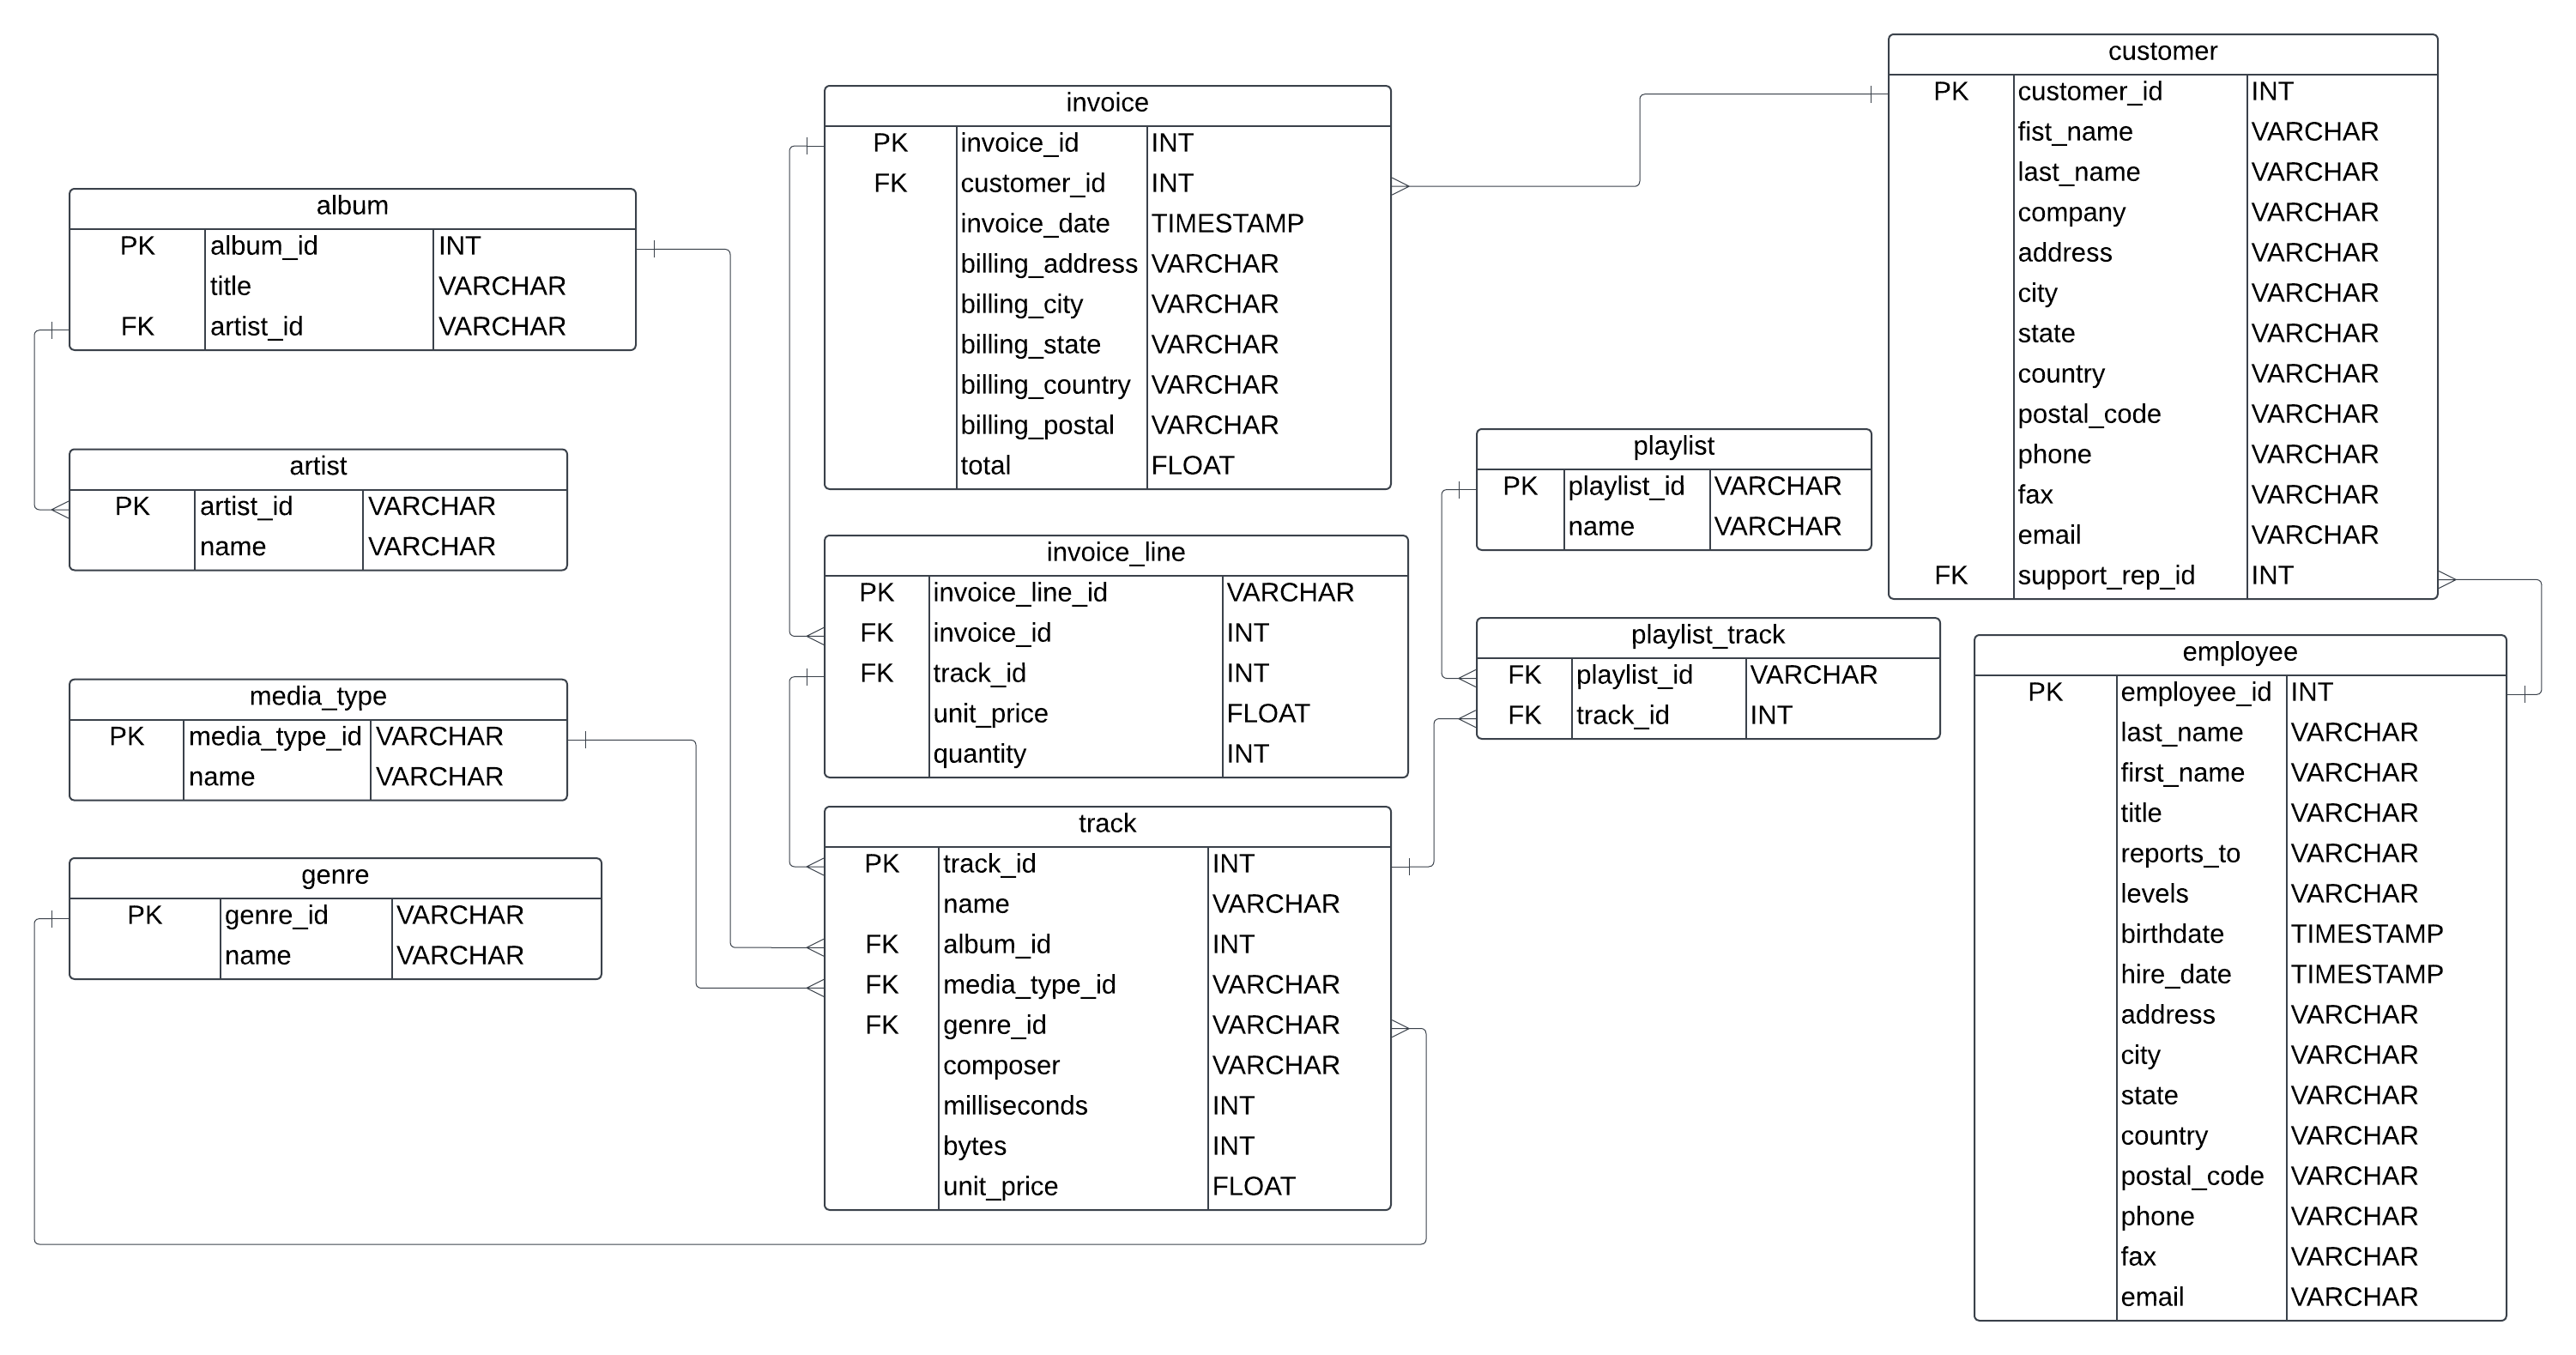 album
PK album_id INT
title VARCHAR
FK artist_id VARCHAR
artist
PK artist_id VARCHAR
name VARCHAR
media_type
PK media_type_id VARCHAR
name VARCHAR
genre
PK genre_id VARCHAR
name VARCHAR
invoice
PK invoice_id INT
FK customer_id INT
invoice_date TIMESTAMP
billing_address VARCHAR
billing_city VARCHAR
billing_state VARCHAR
billing_country VARCHAR
billing_postal VARCHAR
total FLOAT
invoice_line
PK invoice_line_id VARCHAR
FK invoice_id INT
FK track_id INT
unit_price FLOAT
quantity INT
track
PK track_id INT
name VARCHAR
FK album_id INT
FK media_type_id VARCHAR
FK genre_id VARCHAR
composer VARCHAR
milliseconds INT
bytes INT
unit_price FLOAT
playlist
PK playlist_id VARCHAR
name VARCHAR
playlist_track
FK playlist_id VARCHAR
FK track_id INT
customer
PK customer_id INT
fist_name VARCHAR
last_name VARCHAR
company VARCHAR
address VARCHAR
city VARCHAR
state VARCHAR
country VARCHAR
postal_code VARCHAR
phone VARCHAR
fax VARCHAR
email VARCHAR
FK support_rep_id INT
employee
PK employee_id INT
last_name VARCHAR
first_name VARCHAR
title VARCHAR
reports_to VARCHAR
levels VARCHAR
birthdate TIMESTAMP
hire_date TIMESTAMP
address VARCHAR
city VARCHAR
state VARCHAR
country VARCHAR
postal_code VARCHAR
phone VARCHAR
fax VARCHAR
email VARCHAR